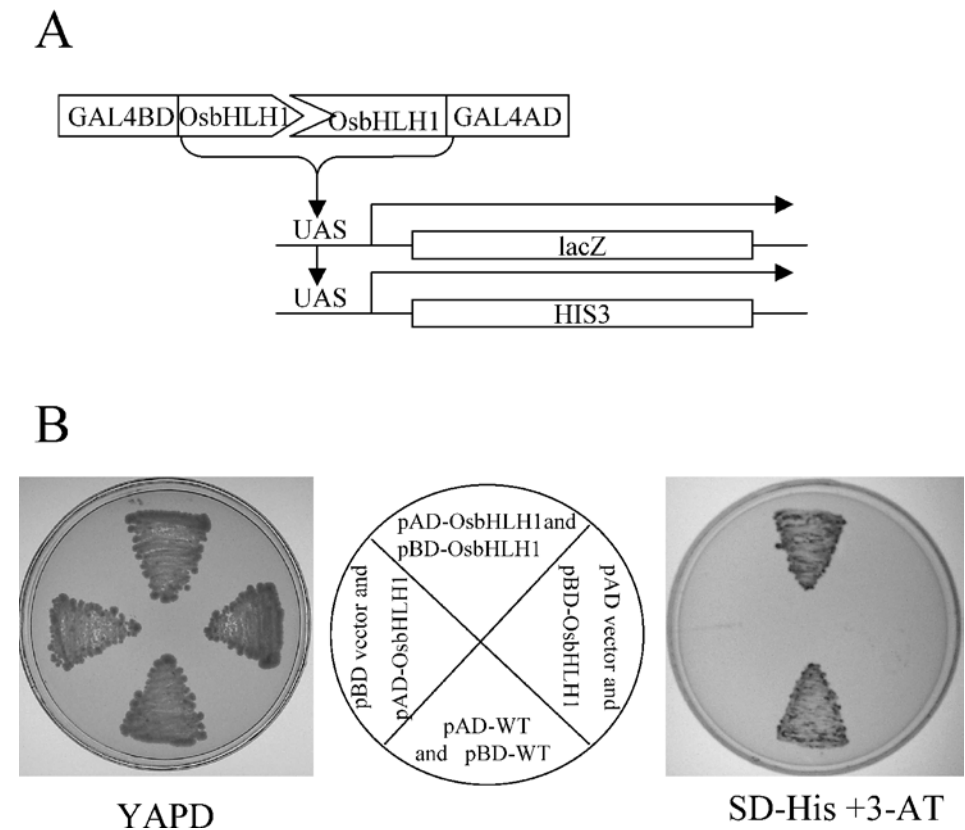 A
GAL4BD OsbHLH1 OsbHLH1 GAL4AD
UAS
lacZ
UAS
HIS3
B
pAD-OsbHLH1and
pBD-OsbHLH1
pBD vector and
pAD-OsbHLH1
pAD vector and
pBD-OsbHLH1
pAD-WT
and pBD-WT
YAPD
SD-His +3-AT